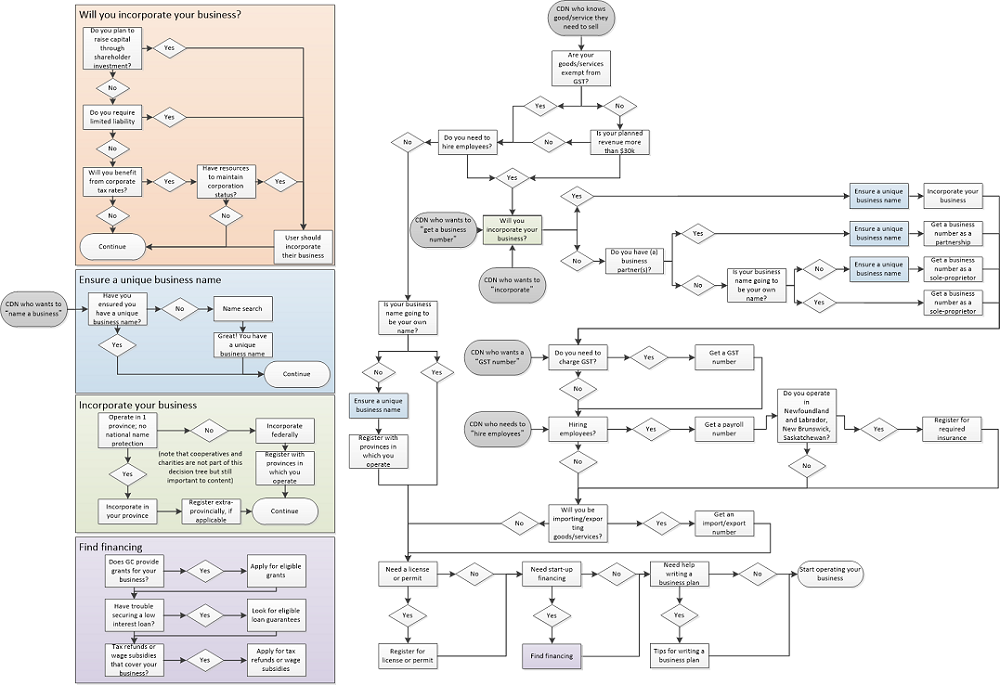 Will you incorporate your business?
Do you plan to
raise capital
through
shareholder
investment?
Yes
No
Do you require
limited liability
Yes
No
Will you benefit
from corporate
tax rates?
Yes
Have resources
to maintain
corporation
status?
Yes
No
No
Continue
User should
incorporate
their business
Ensure a unique business name
CDN who wants to
"name a business"
Have you
ensured you
have a unique
business name?
No
Name search
Yes
Great! You have
a unique
business name
Continue
Incorporate your business
Operate in 1
province; no
national name
protection
No
Incorporate
federally
(note that cooperatives and
charities are not part of this
decision tree but still
important to content)
Yes
Register with
provinces in
which you
operate
Incorporate in
your province
Register extra-
provincially, if
applicable
Continue
Find financing
Does GC provide
grants for your
business?
Yes
Apply for eligible
grants
Have trouble
securing a low
interest loan?
Yes
Look for eligible
loan guarantees
Tax refunds or
wage subsidies
that cover your
business?
Yes
Apply for tax
refunds or wage
subsidies
CDN who knows
good/service they
need to sell
Are your
goods/services
exempt from
GST?
Yes
No
No
Do you need to
hire employees?
No
Is your planned
revenue more
than $30k
Yes
CDN who wants to
"get a business
number"
Will you
incorporate your
business?
CDN who wants to
"incorporate"
Yes
Ensure a unique
business name
Incorporate your
business
No
Do you have (a)
business
partner(s)?
Yes
Ensure a unique
business name
Get a business
number as a
partnership
No
Is your business
name going to
be your own
name?
No
Ensure a unique
business name
Get a business
number as a
sole-proprietor
Yes
Get a business
number as a
sole-proprietor
Is your business
name going to
be your own
name?
No
Yes
Ensure a unique
business name
Register with
provinces in
which you
operate
CDN who wants a
"GST number"
Do you need to
charge GST?
Yes
Get a GST
number
No
CDN who needs to
"hire employees"
Hiring
employees?
Yes
Get a payroll
number
Do you operate
in
Newfoundland
and Labrador,
New Brunswick,
Saskatchewan?
Yes
Register for
required
insurance
No
No
Will you be
importing/expor
ting
goods/services?
No
Yes
Get an
import/export
number
Need a license
or permit
No
Need start-up
financing
No
Need help
writing a
business plan
No
Start operating your
business
Yes
Yes
Yes
Register for
license or permit
Find financing
Tips for writing a
business plan